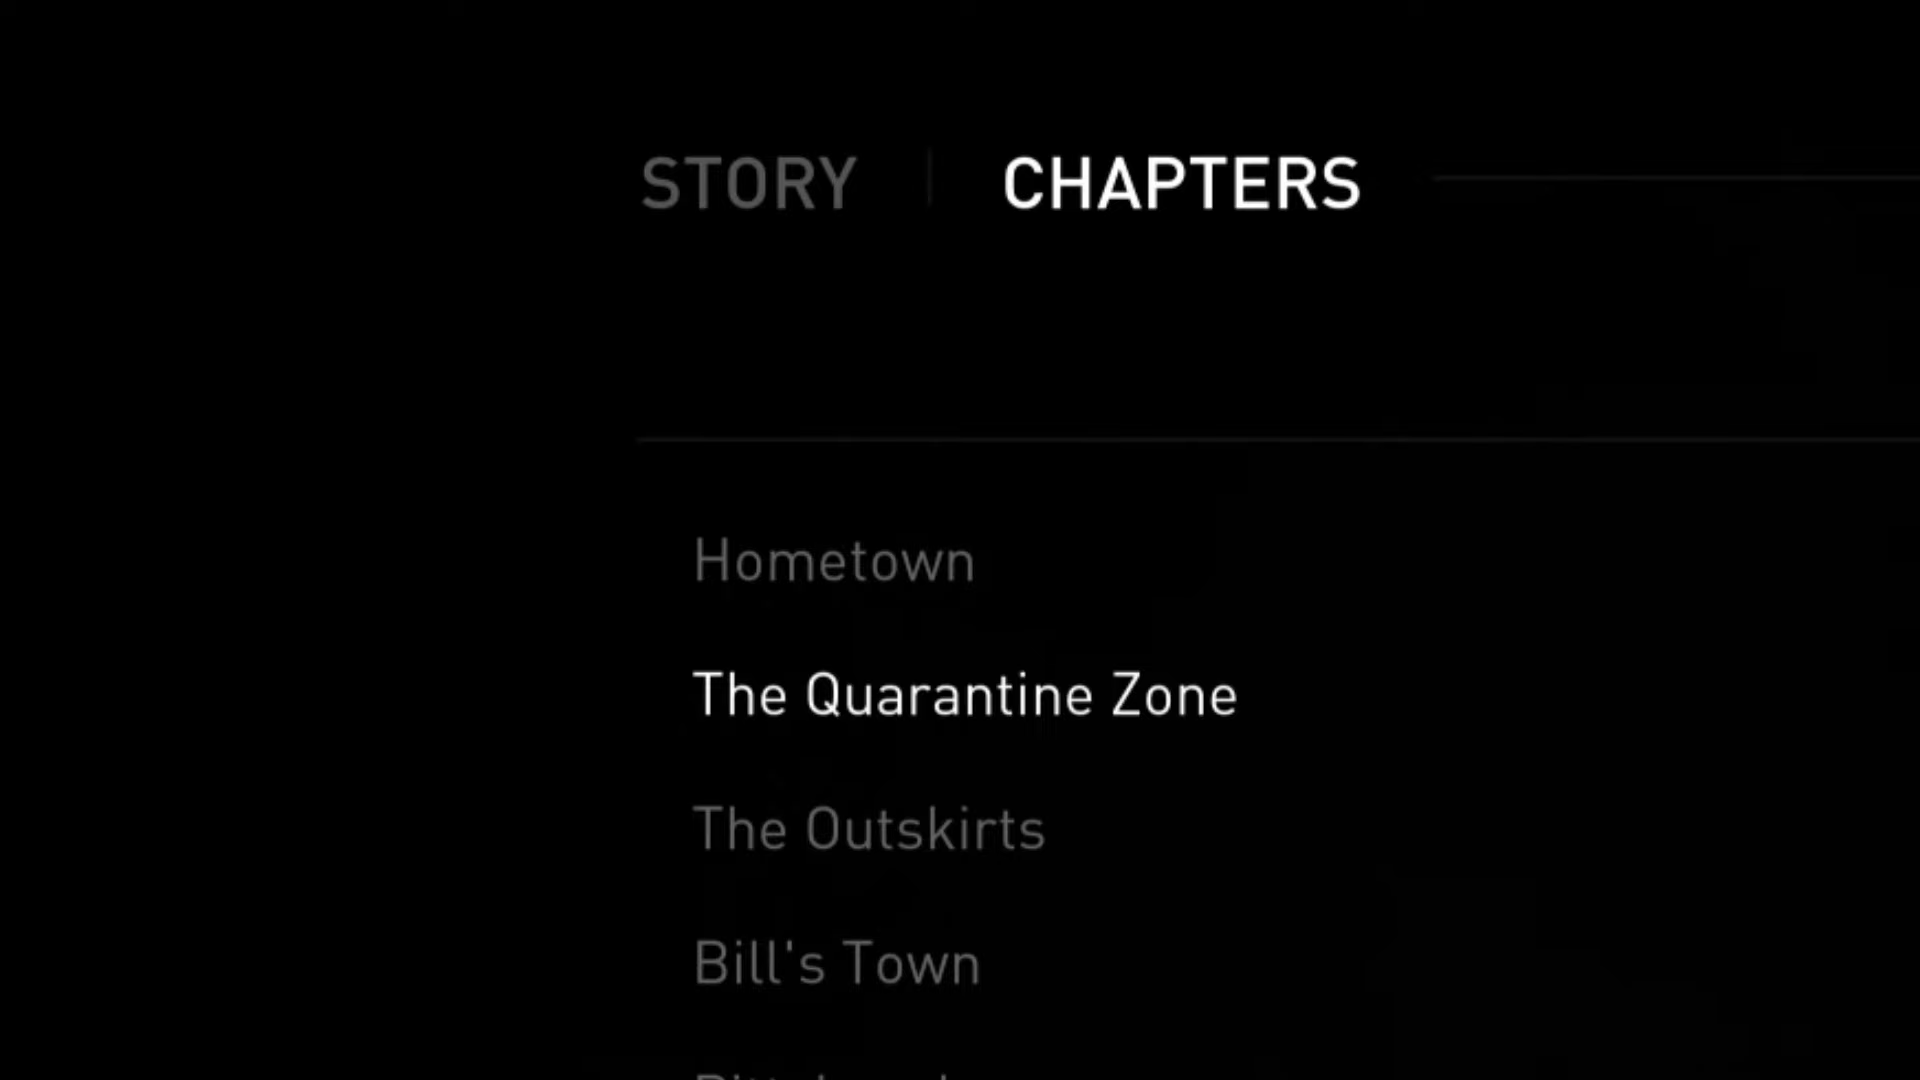 STORY | CHAPTERS
Hometown
The Quarantine Zone
The Outskirts
Bill's Town